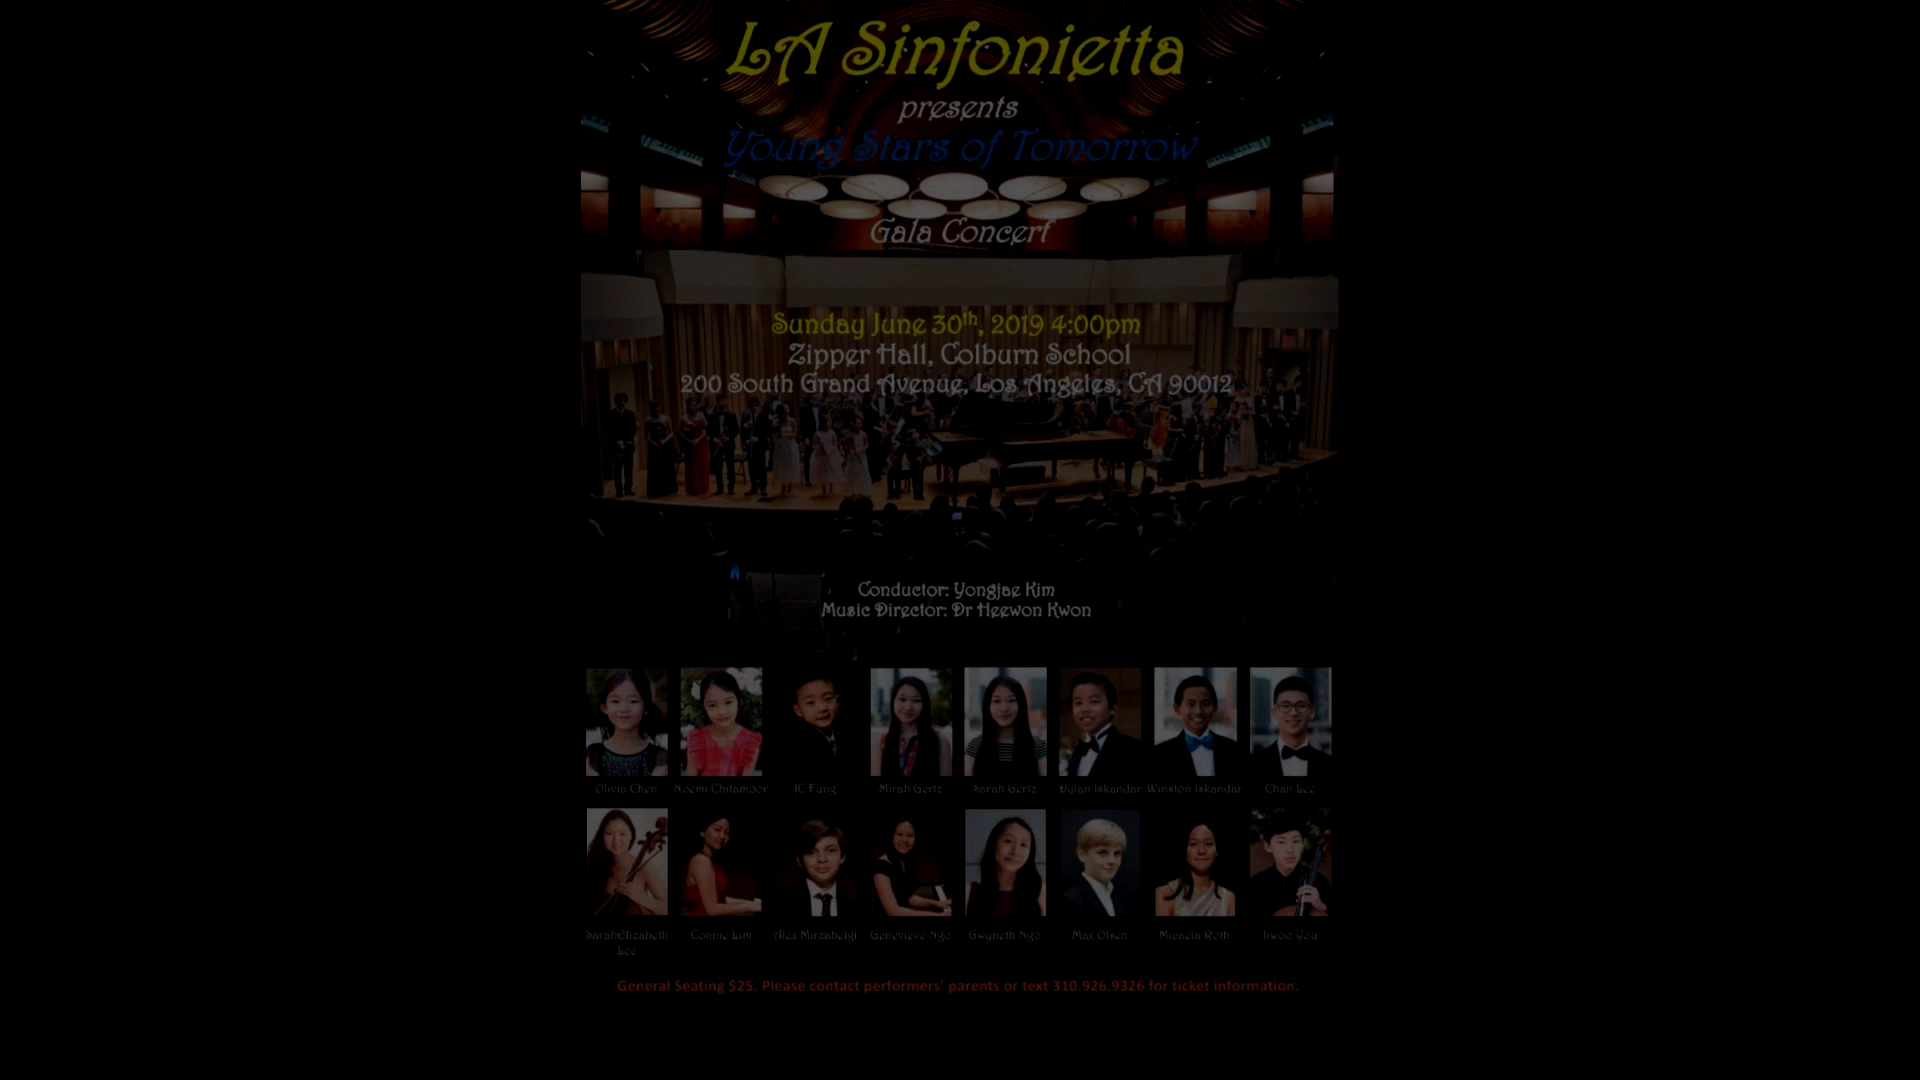 LA Sinfonietta
presents
Young Stars of Tomorrow
Gala Concert
Sunday June 30th, 2019 4:00pm
Zipper Hall, Colburn School
200 South Grand Avenue, Los Angeles, CA 90012
Conductor: Yongjae Kim
Music Director: Dr Heewon Kwon
Olivia Chen Noemi Chitamoor JC Fung Mirah Gertz Sarah Gertz Dylan Iskandar Winston Iskandar Chan Lee
SarahElizabeth Connie Lim Alex Mirzabeigi Genevieve Ngo Gwyneth Ngo Max Olsen Micaela Roth Jiwoo You
Lee
General Seating $25. Please contact performers' parents or text 310.926.9326 for ticket information.